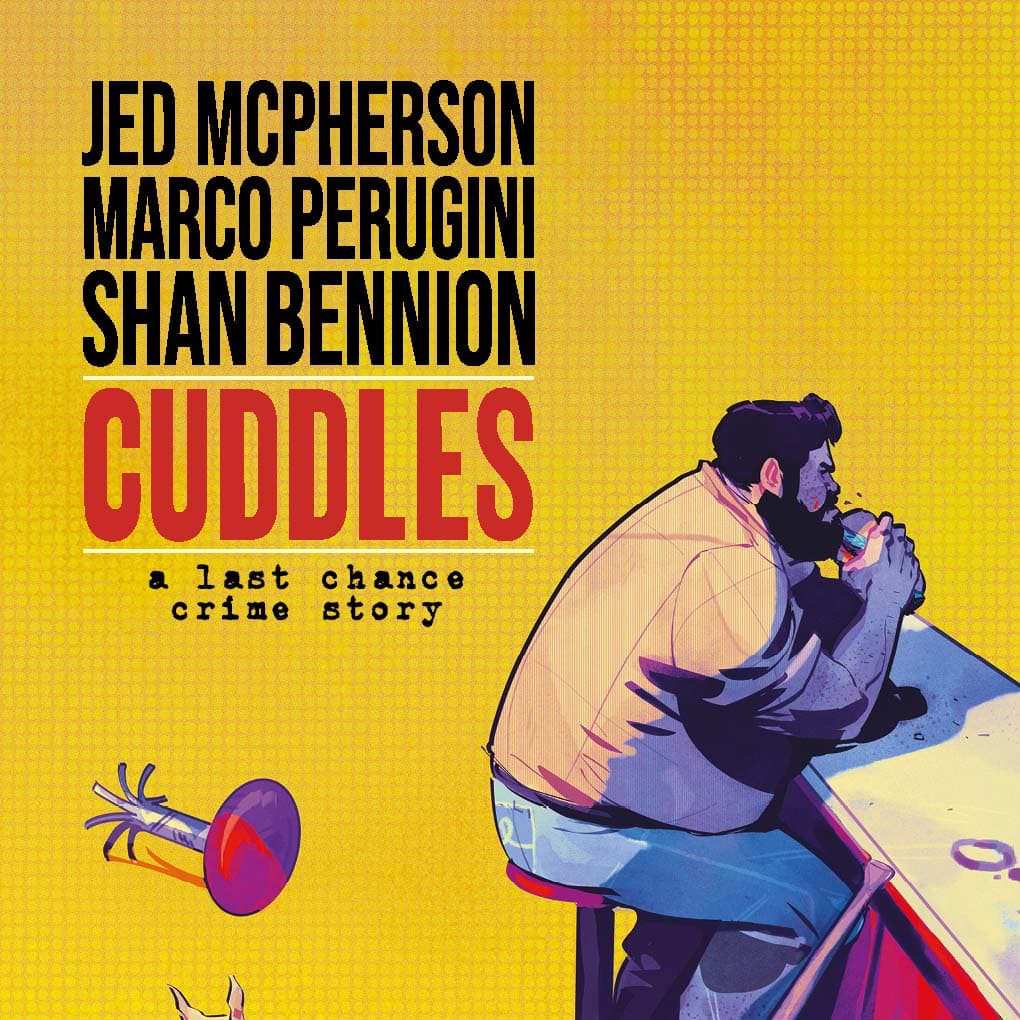 JED MCPHERSON
MARCO PERUGINI
SHAN BENNION
CUDDLES
a last chance
crime story